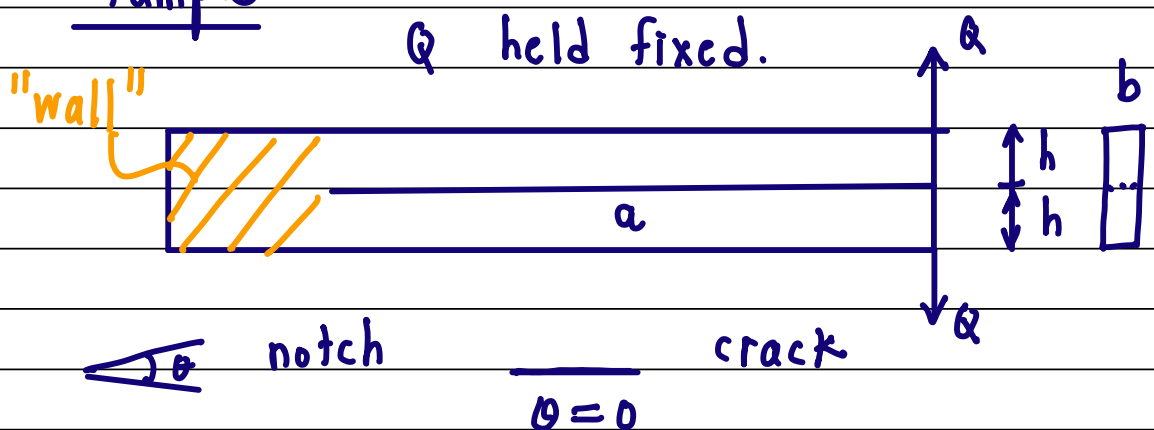 Q held fixed.
Q
"wall"
b
h
a
h
Q
θ notch
crack
θ = 0